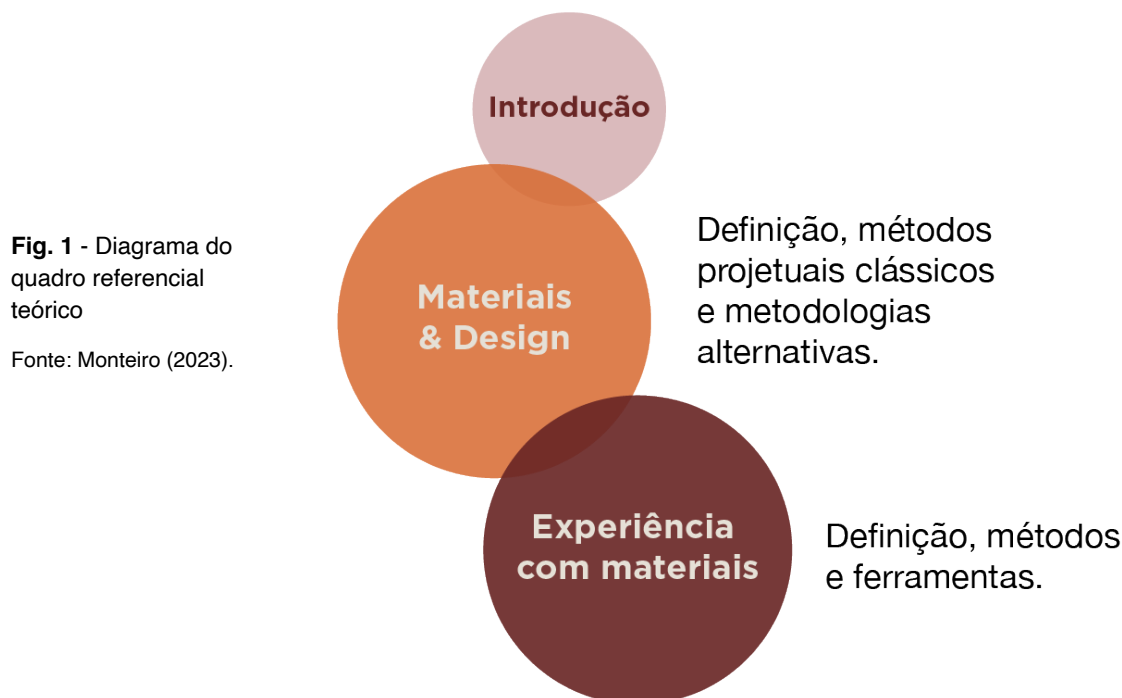 Introdução
Fig. 1 - Diagrama do
quadro referencial
teórico
Fonte: Monteiro (2023).
Materiais
& Design
Definição, métodos
projetuais clássicos
e metodologias
alternativas.
Experiência
com materiais
Definição, métodos
e ferramentas.